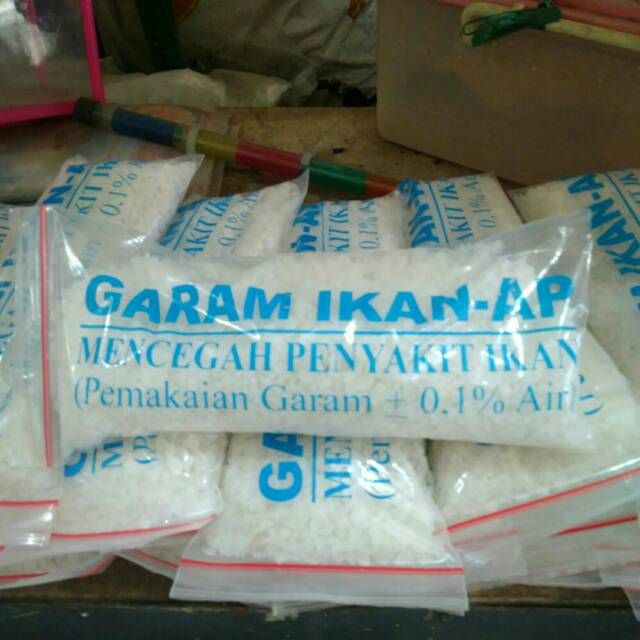 GARAM IKAN-AP
MENCEGAH PENYAKIT IKAN
(Pemakaian Garam ± 0,1% Air)